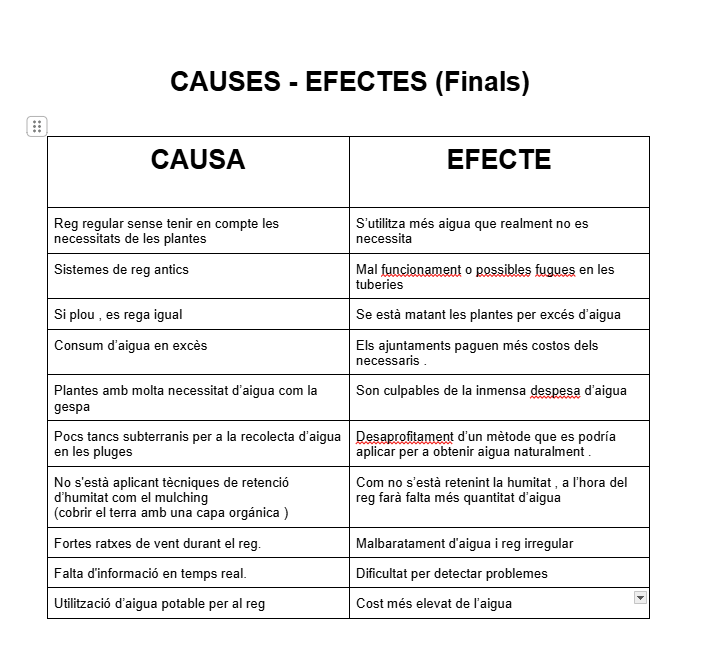 CAUSES - EFECTES (Finals)
CAUSA
EFECTE
Reg regular sense tenir en compte les
necessitats de les plantes
S’utilitza més aigua que realment no es
necessita
Sistemes de reg antics
Mal funcionament o possibles fugues en les
tuberies
Si plou , es rega igual
Se està matant les plantes per excés d’aigua
Consum d’aigua en excès
Els ajuntaments paguen més costos dels
necessaris .
Plantes amb molta necessitat d’aigua com la
gespa
Son culpables de la inmensa despesa d’aigua
Pocs tancs subterranis per a la recolecta d’aigua
en les pluges
Desaprofitament d’un mètode que es podría
aplicar per a obtenir aigua naturalment .
No s’està aplicant tècniques de retenció
d’humitat com el mulching
(cobrir el terra amb una capa orgánica )
Com no s’està retenint la humitat , a l’hora del
reg farà falta més quantitat d’aigua
Fortes ratxes de vent durant el reg.
Malbaratament d'aigua i reg irregular
Falta d'informació en temps real.
Dificultat per detectar problemes
Utilització d’aigua potable per al reg
Cost més elevat de l’aigua